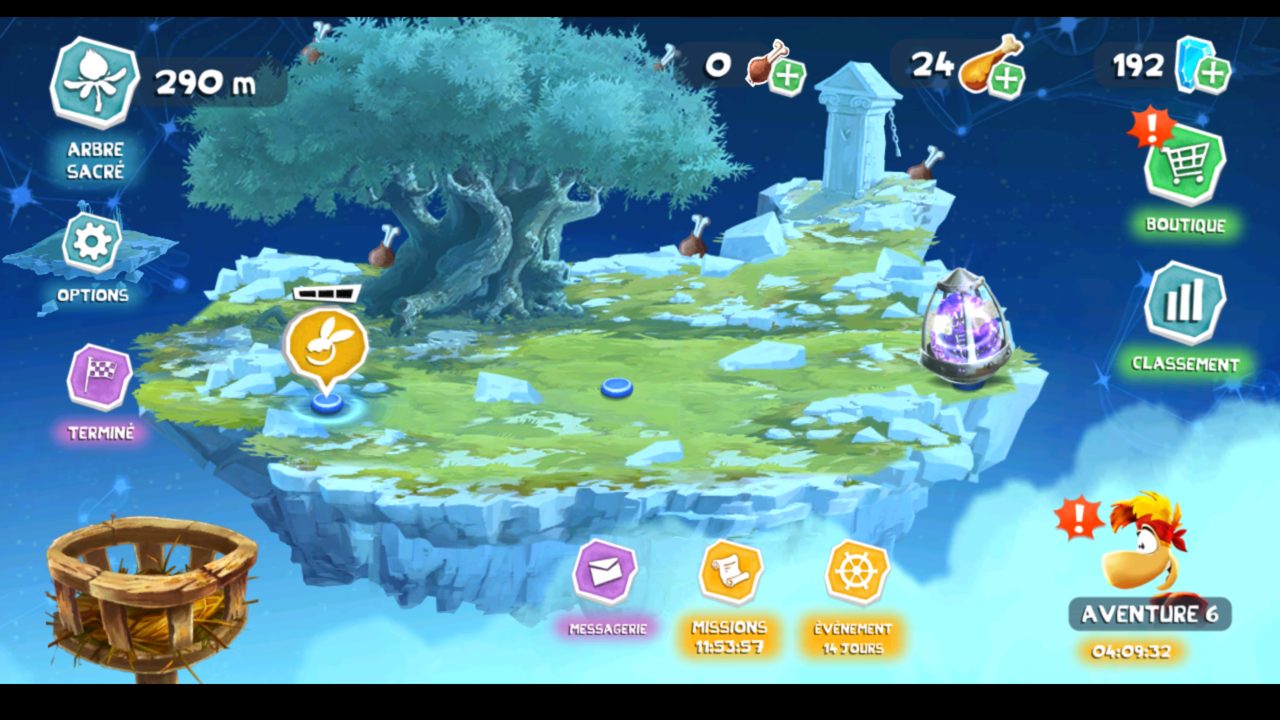 290 m
0
24
192
ARBRE
SACRÉ
BOUTIQUE
OPTIONS
CLASSEMENT
TERMINÉ
MESSAGERIE
MISSIONS
11:53:57
ÉVÈNEMENT
14 JOURS
AVENTURE 6
04:09:32